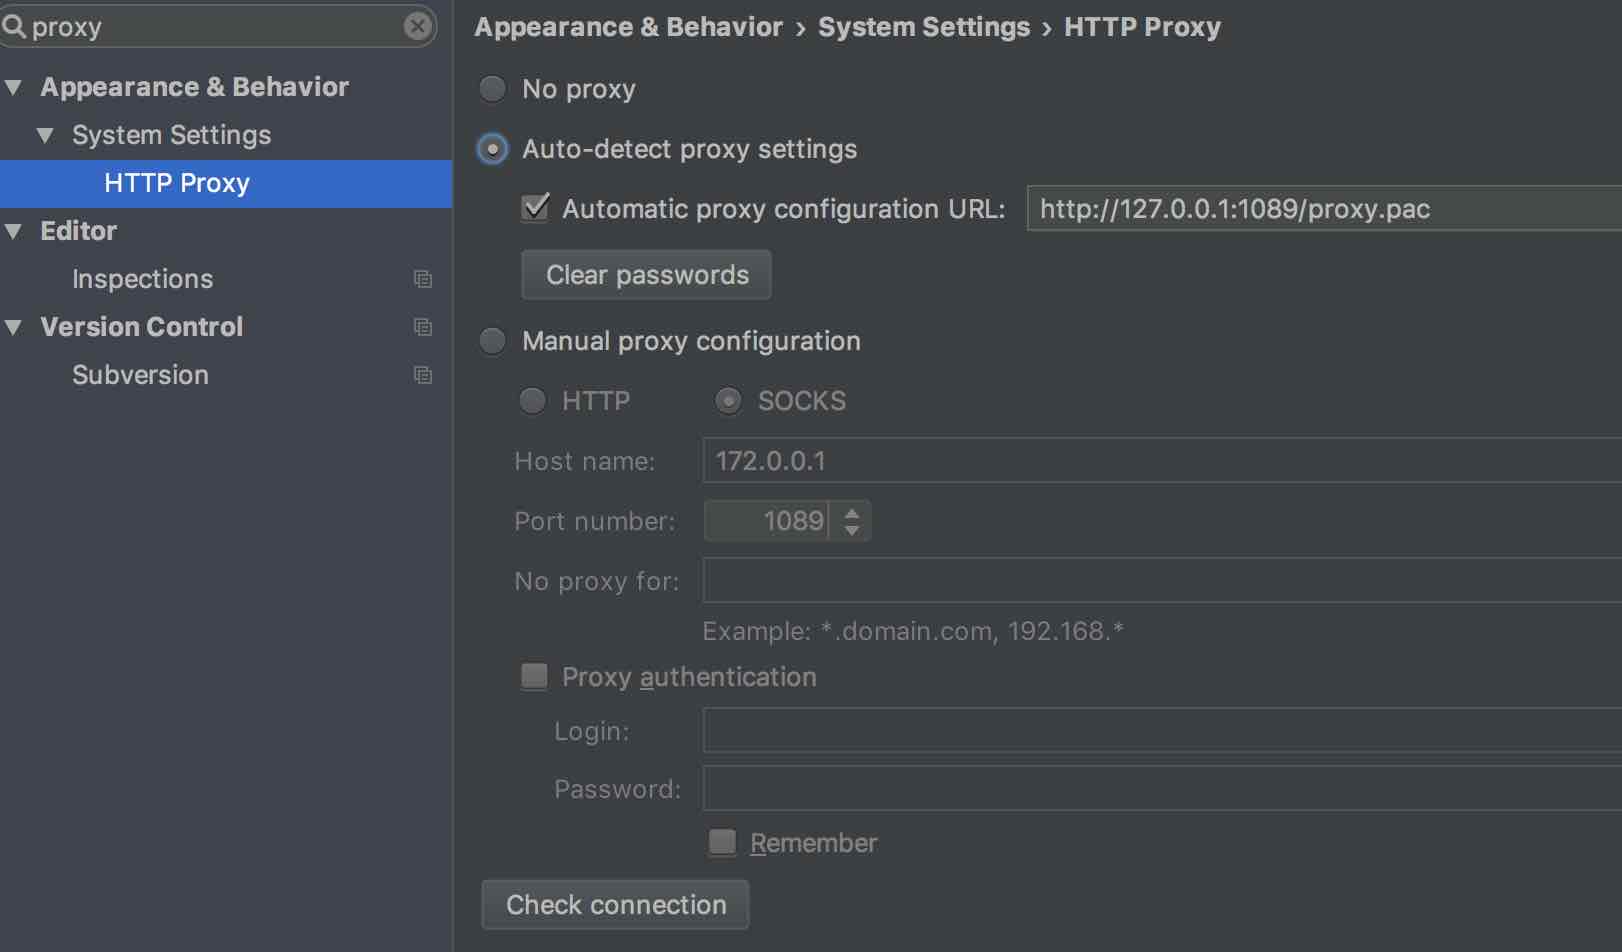 proxy
Appearance & Behavior
System Settings
HTTP Proxy
Editor
Inspections
Version Control
Subversion
Appearance & Behavior › System Settings › HTTP Proxy
No proxy
Auto-detect proxy settings
Automatic proxy configuration URL: http://127.0.0.1:1089/proxy.pac
Clear passwords
Manual proxy configuration
HTTP SOCKS
Host name: 172.0.0.1
Port number: 1089
No proxy for:
Example: *.domain.com, 192.168.*
Proxy authentication
Login:
Password:
Remember
Check connection